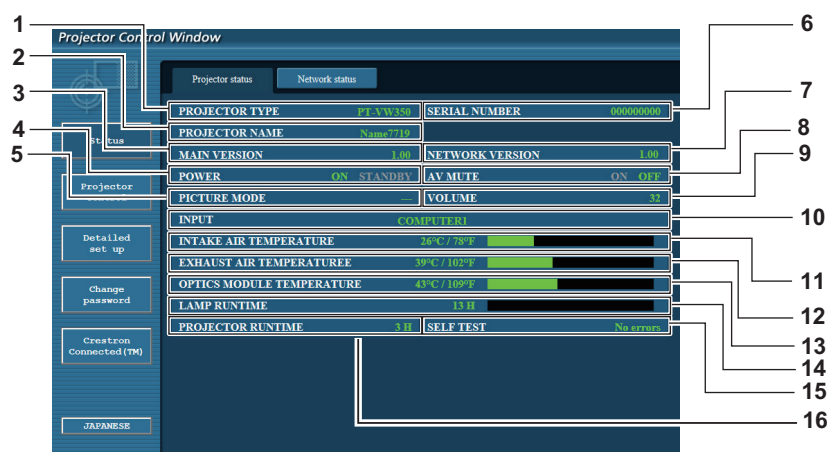 1
6
Projector Control Window
2
3
Projector status Network status
7
4
PROJECTOR TYPE PT-VW350 SERIAL NUMBER 000000000
8
5
Status
PROJECTOR NAME Name7719
9
MAIN VERSION 1.00 NETWORK VERSION 1.00
POWER ON STANDBY AV MUTE ON OFF
Projector
control
PICTURE MODE --- VOLUME 32
INPUT COMPUTER1
10
Detailed
set up
INTAKE AIR TEMPERATURE 26°C / 78°F
11
EXHAUST AIR TEMPERATUREE 39°C / 102°F
12
Change
password
OPTICS MODULE TEMPERATURE 43°C / 109°F
13
LAMP RUNTIME 13 H
14
PROJECTOR RUNTIME 3 H SELF TEST No errors
15
Crestron
Connected(TM)
16
JAPANESE